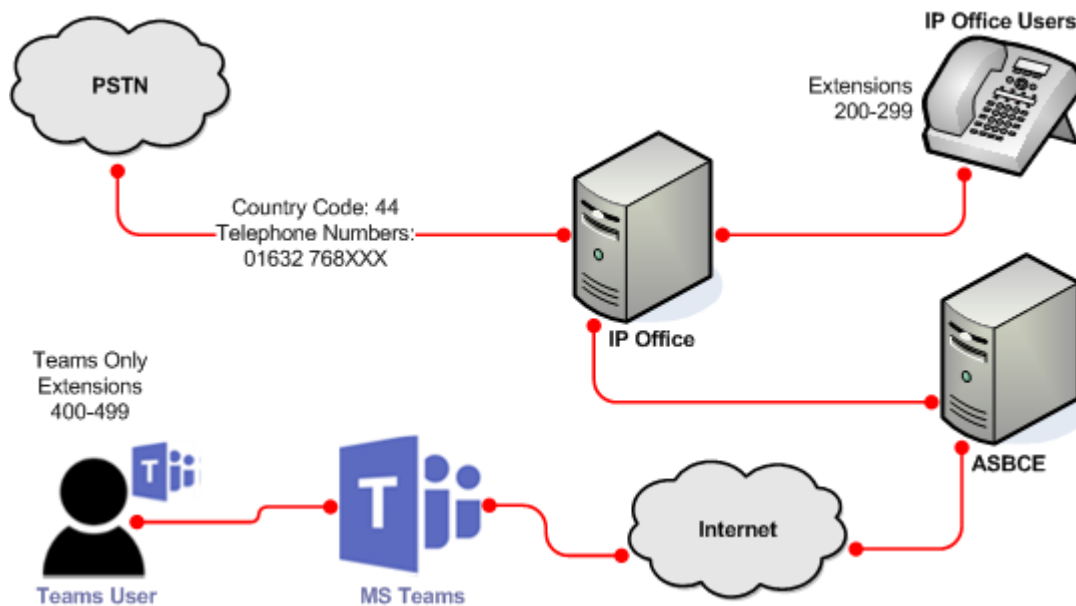 PSTN
IP Office Users
Extensions
200-299
Country Code: 44
Telephone Numbers:
01632 768XXX
IP Office
Teams Only
Extensions
400-499
T
ASBCE
T
Internet
Teams User
MS Teams